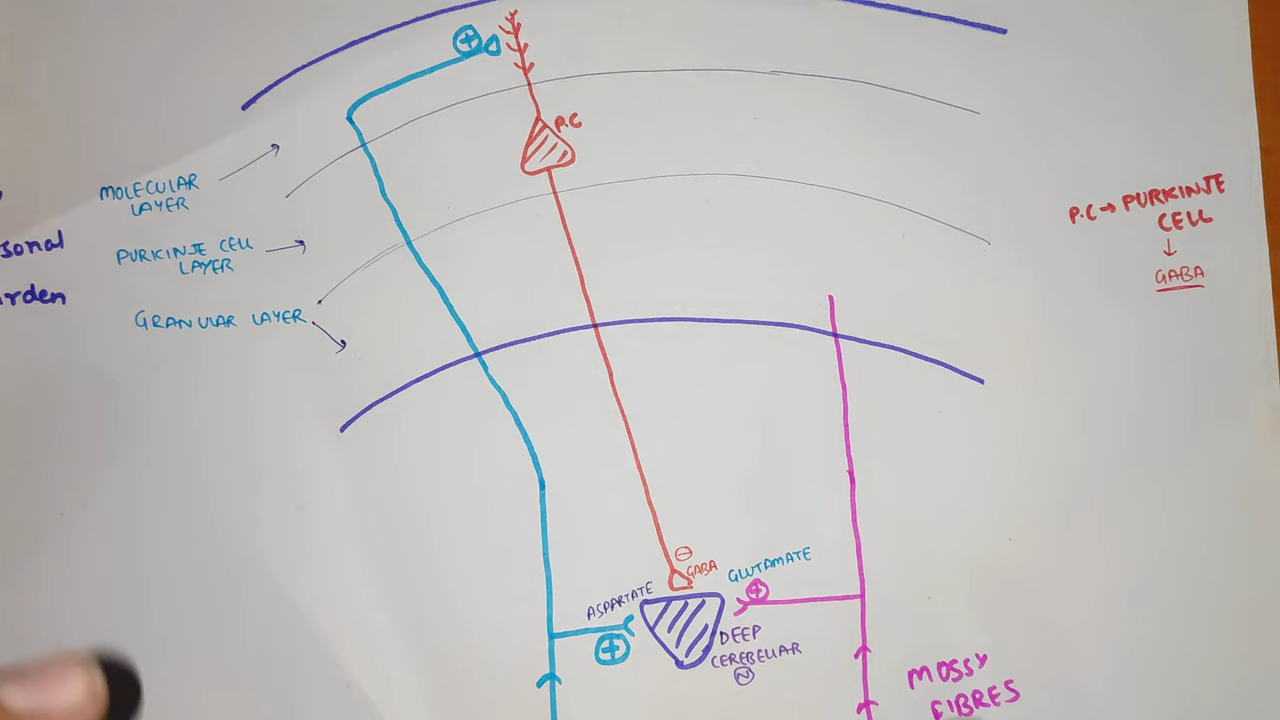 sonal
rden
MOLECULAR
LAYER
PURKINJE CELL
LAYER
GRANULAR LAYER
+
P.C
P.C → PURKINJE
CELL
↓
GABA
−
GABA
GLUTAMATE
+
ASPARTATE
+
DEEP
CEREBELLAR
N
MOSSY
FIBRES